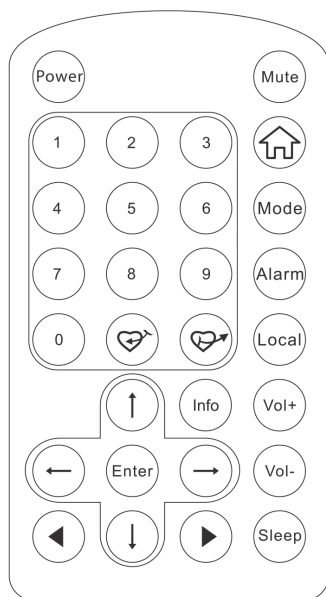 Power Mute
1 2 3
4 5 6 Mode
7 8 9 Alarm
0 Local
Info Vol+
Enter Vol-
Sleep